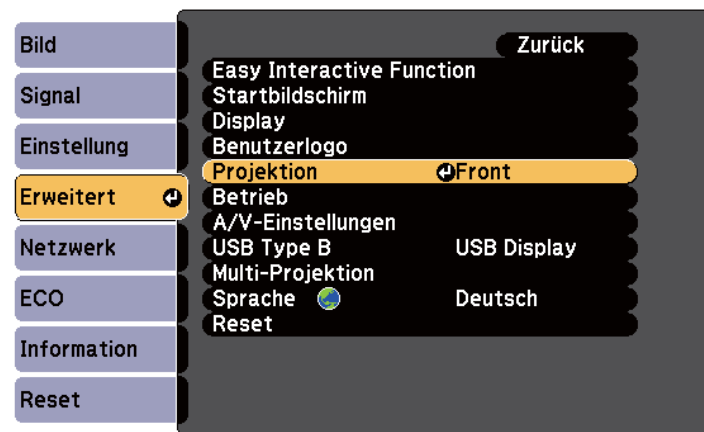 Bild
Signal
Einstellung
Erweitert
Netzwerk
ECO
Information
Reset
Zurück
Easy Interactive Function
Startbildschirm
Display
Benutzerlogo
Projektion Front
Betrieb
A/V-Einstellungen
USB Type B USB Display
Multi-Projektion
Sprache Deutsch
Reset